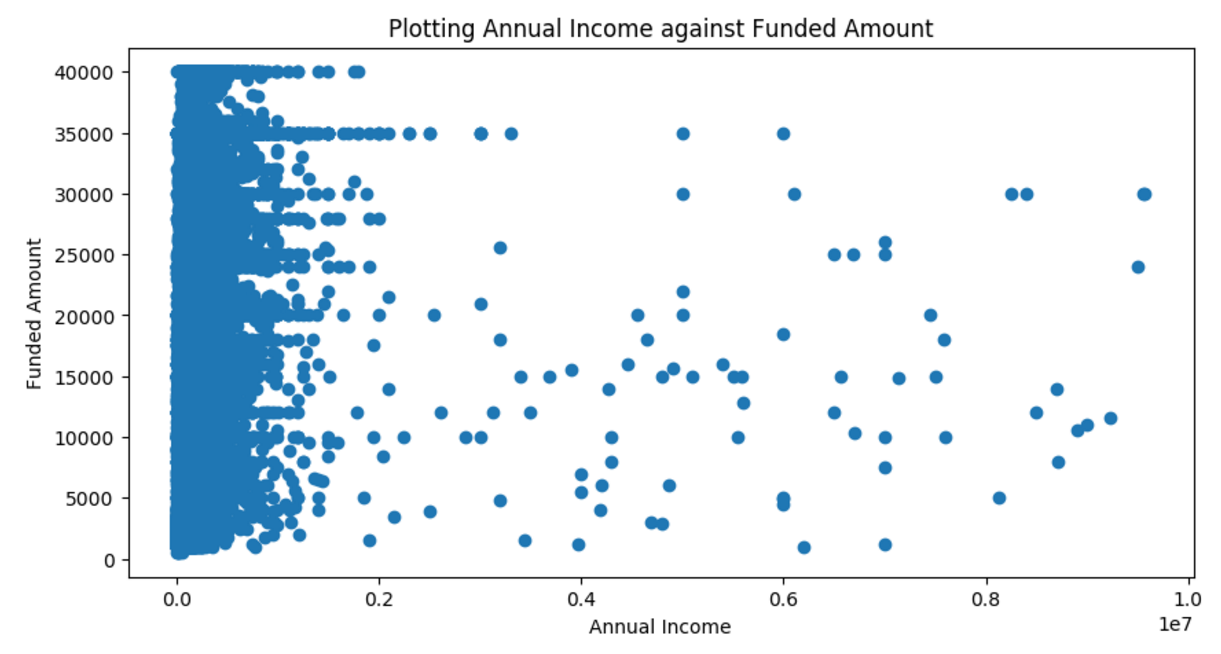 Plotting Annual Income against Funded Amount
40000
35000
30000
25000
20000
15000
10000
5000
0
Funded Amount
0.0 0.2 0.4 0.6 0.8 1.0
1e7
Annual Income